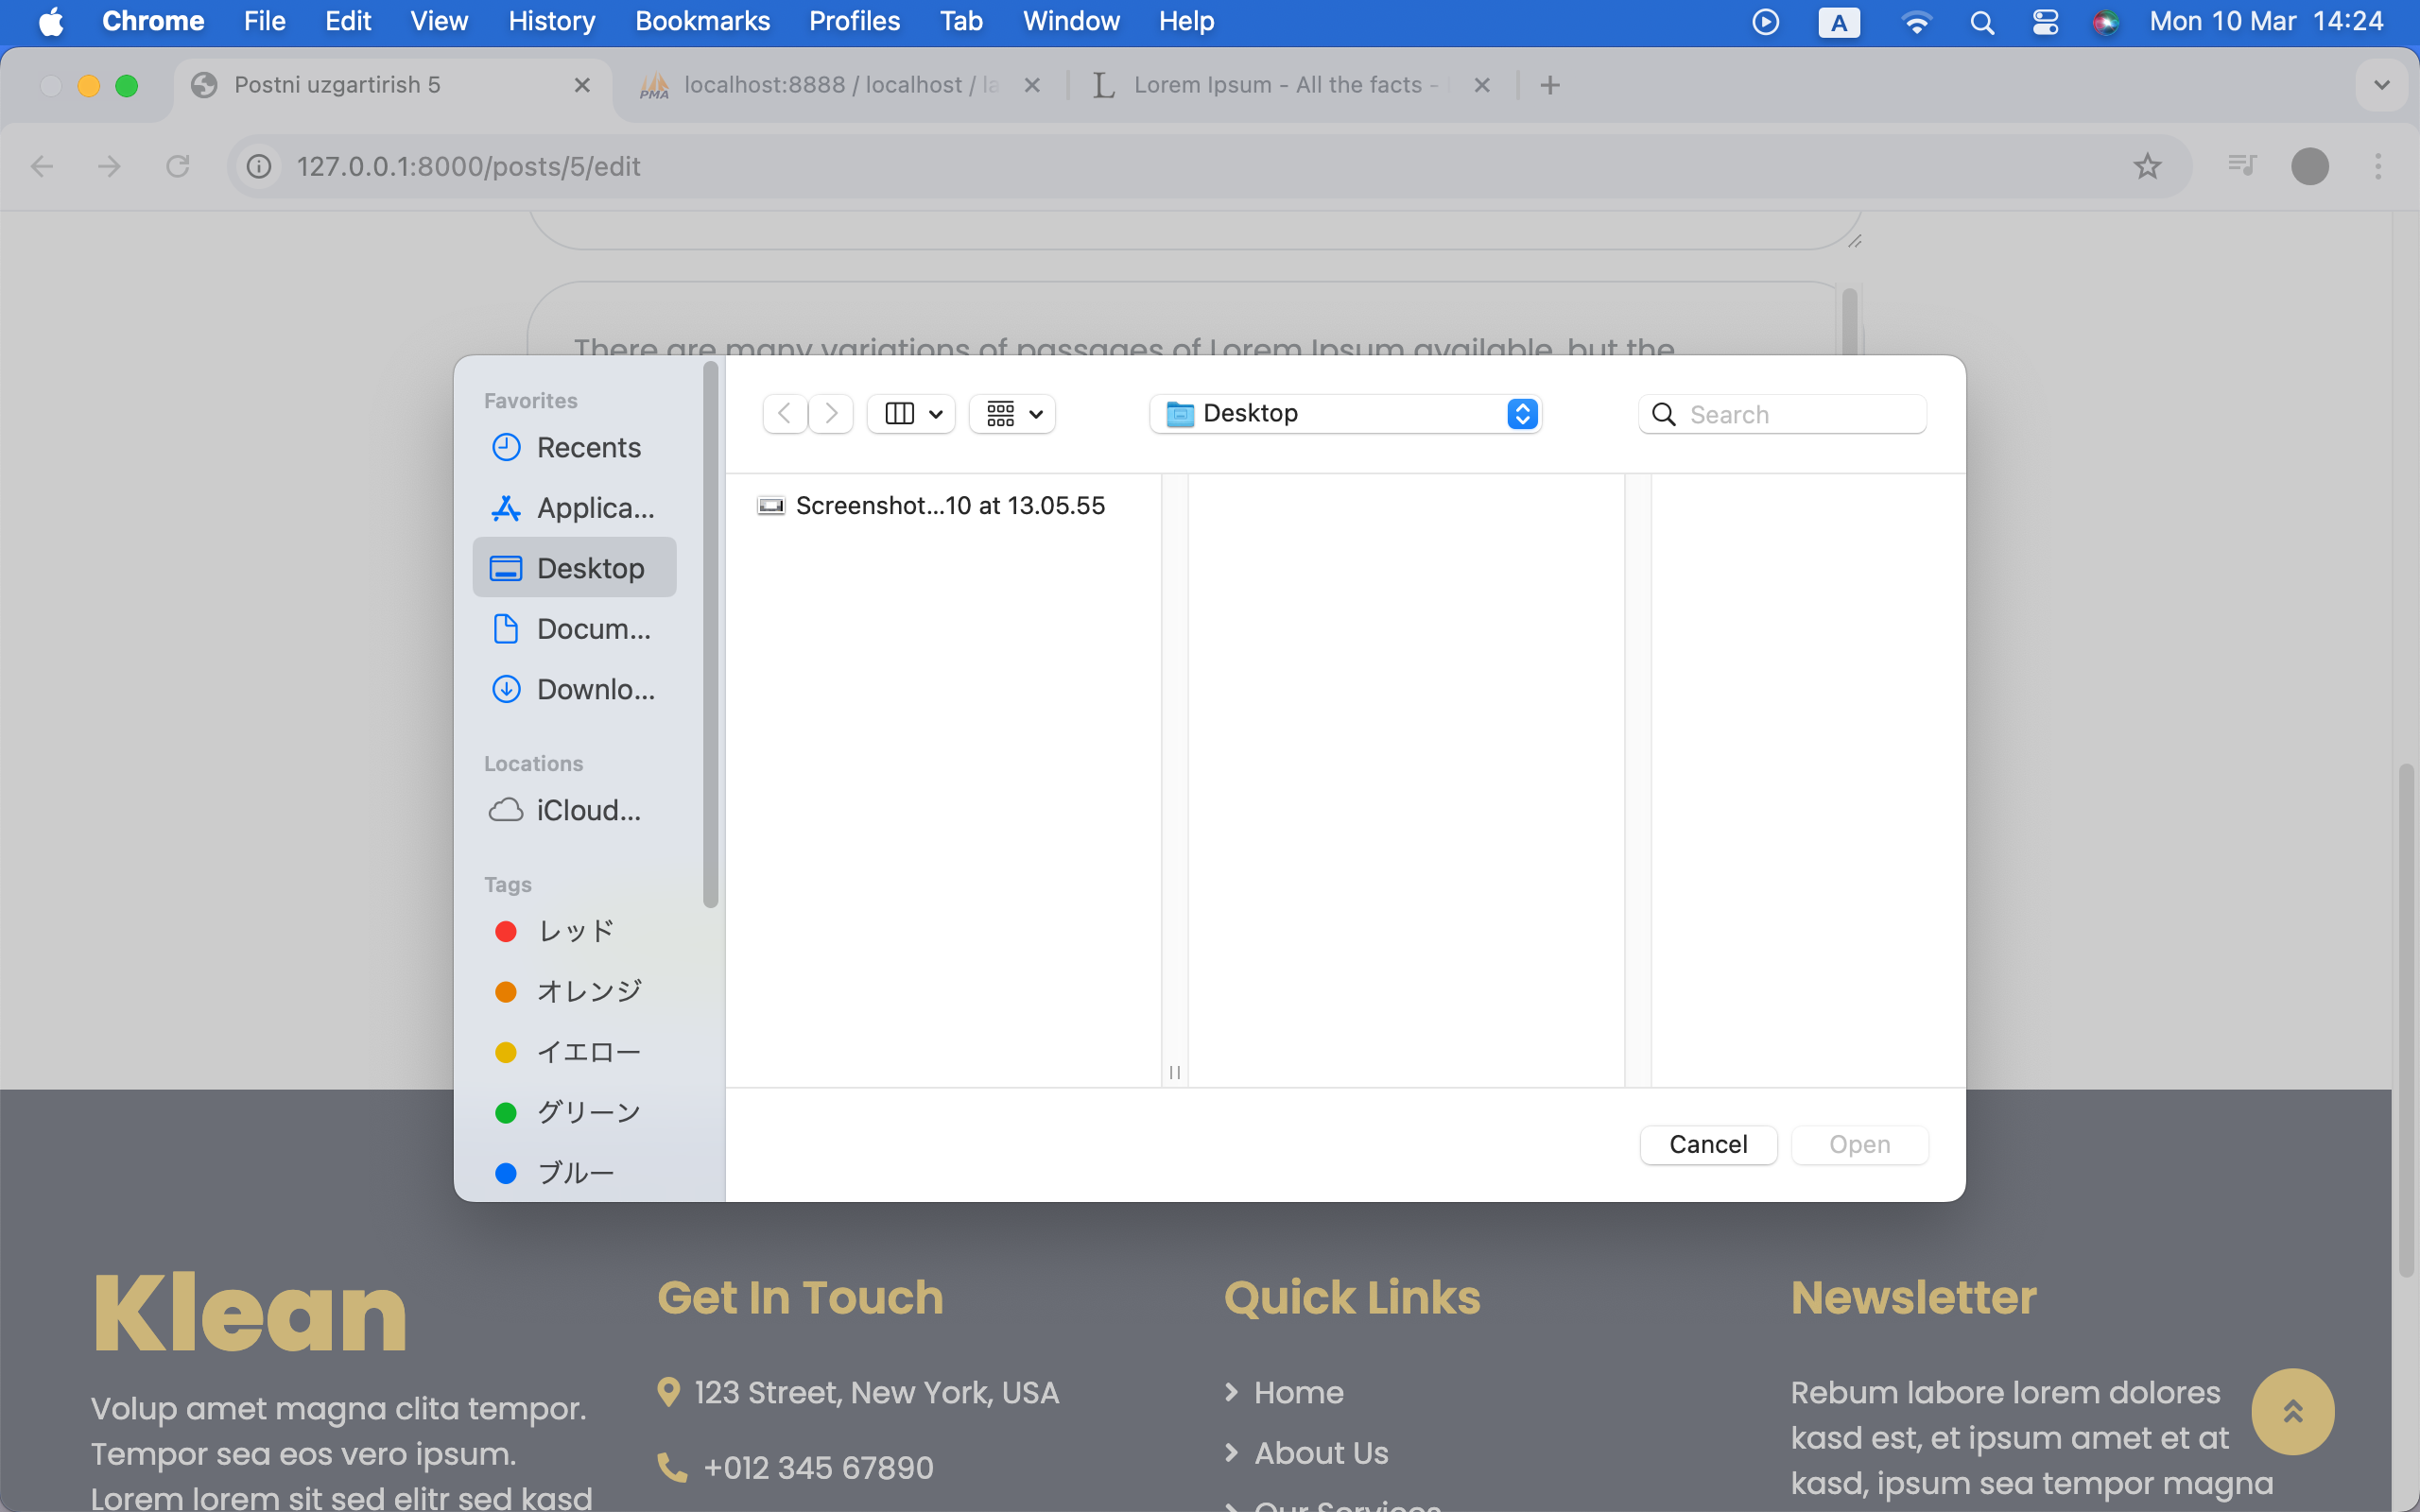 Chrome File Edit View History Bookmarks Profiles Tab Window Help A Mon 10 Mar 14:24
Postni uzgartirish 5
PMA localhost:8888 / localhost / la
L Lorem Ipsum - All the facts -
127.0.0.1:8000/posts/5/edit
There are many variations of passages of Lorem Ipsum available, but the
Favorites
Recents
Applica...
Desktop
Docum...
Downlo...
Locations
iCloud...
Tags
レッド
オレンジ
イエロー
グリーン
ブルー
Desktop
Search
Screenshot...10 at 13.05.55
Cancel
Open
Klean
Volup amet magna clita tempor.
Tempor sea eos vero ipsum.
Lorem lorem sit sed elitr sed kasd
Get In Touch
123 Street, New York, USA
+012 345 67890
Quick Links
Home
About Us
Our Services
Newsletter
Rebum labore lorem dolores
kasd est, et ipsum amet et at
kasd, ipsum sea tempor magna